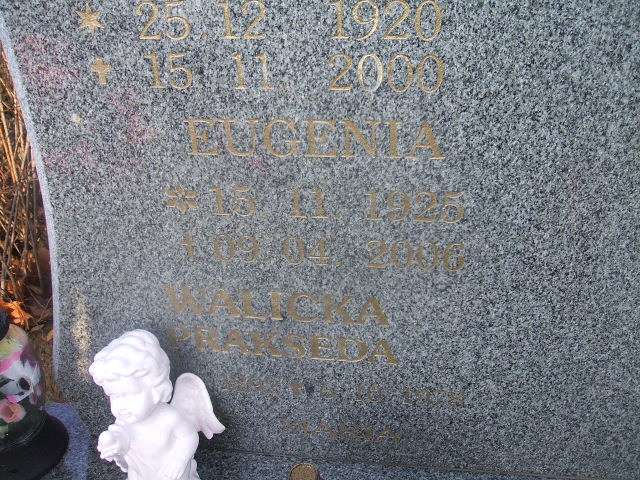 * 25.12. 1920
✝ 15.11. 2000
EUGENIA
* 15.11.1925
✝ 09.04.2006
WALICKA
PRAKSEDA
MARIA